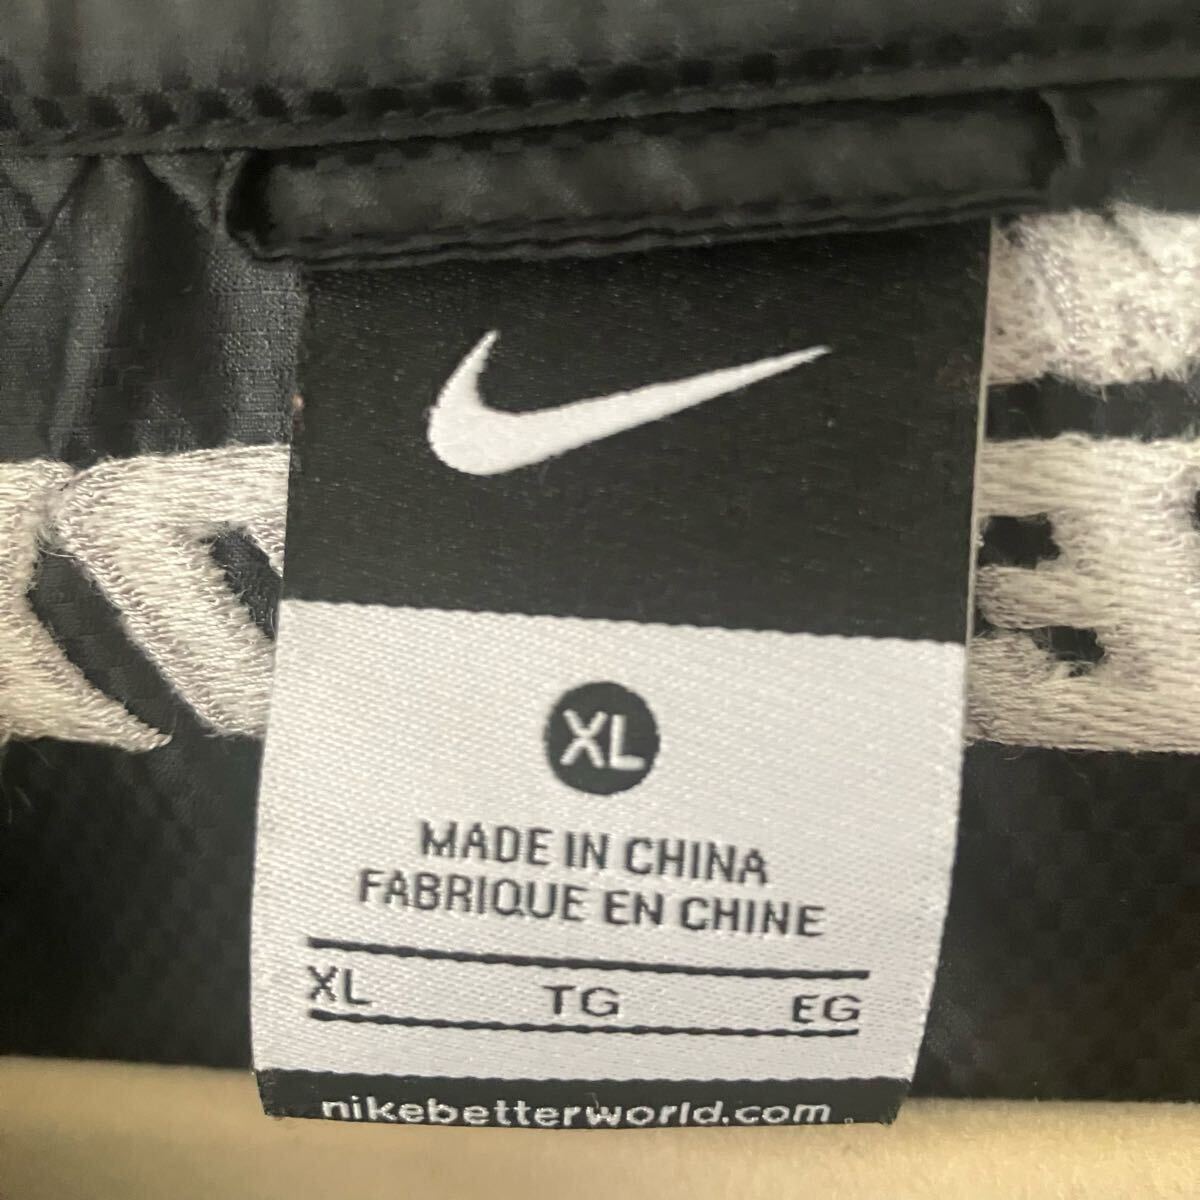 XL
MADE IN CHINA
FABRIQUE EN CHINE
XL TG EG
nikebetterworld.com